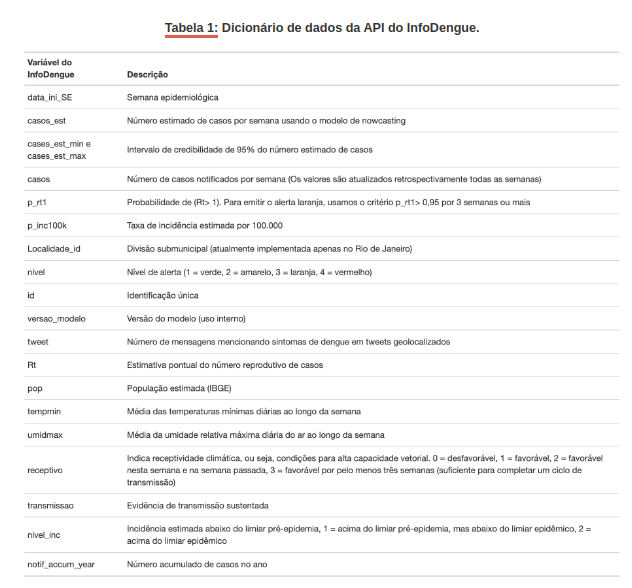 Tabela 1: Dicionário de dados da API do InfoDengue.
Variável do
InfoDengue Descrição
data_ini_SE Semana epidemiológica
casos_est Número estimado de casos por semana usando o modelo de nowcasting
cases_est_min e
cases_est_max Intervalo de credibilidade de 95% do número estimado de casos
casos Número de casos notificados por semana (Os valores são atualizados retrospectivamente todas as semanas)
p_rt1 Probabilidade de (Rt> 1). Para emitir o alerta laranja, usamos o critério p_rt1> 0,95 por 3 semanas ou mais
p_inc100k Taxa de incidência estimada por 100.000
Localidade_id Divisão submunicipal (atualmente implementada apenas no Rio de Janeiro)
nivel Nível de alerta (1 = verde, 2 = amarelo, 3 = laranja, 4 = vermelho)
id Identificação única
versao_modelo Versão do modelo (uso interno)
tweet Número de mensagens mencionando sintomas de dengue em tweets geolocalizados
Rt Estimativa pontual do número reprodutivo de casos
pop População estimada (IBGE)
tempmin Média das temperaturas mínimas diárias ao longo da semana
umidmax Média da umidade relativa máxima diária do ar ao longo da semana
receptivo Indica receptividade climática, ou seja, condições para alta capacidade vetorial. 0 = desfavorável, 1 = favorável, 2 = favorável
nesta semana e na semana passada, 3 = favorável por pelo menos três semanas (suficiente para completar um ciclo de
transmissão)
transmissao Evidência de transmissão sustentada
nivel_inc Incidência estimada abaixo do limiar pré-epidemia, 1 = acima do limiar pré-epidemia, mas abaixo do limiar epidêmico, 2 =
acima do limiar epidêmico
notif_accum_year Número acumulado de casos no ano